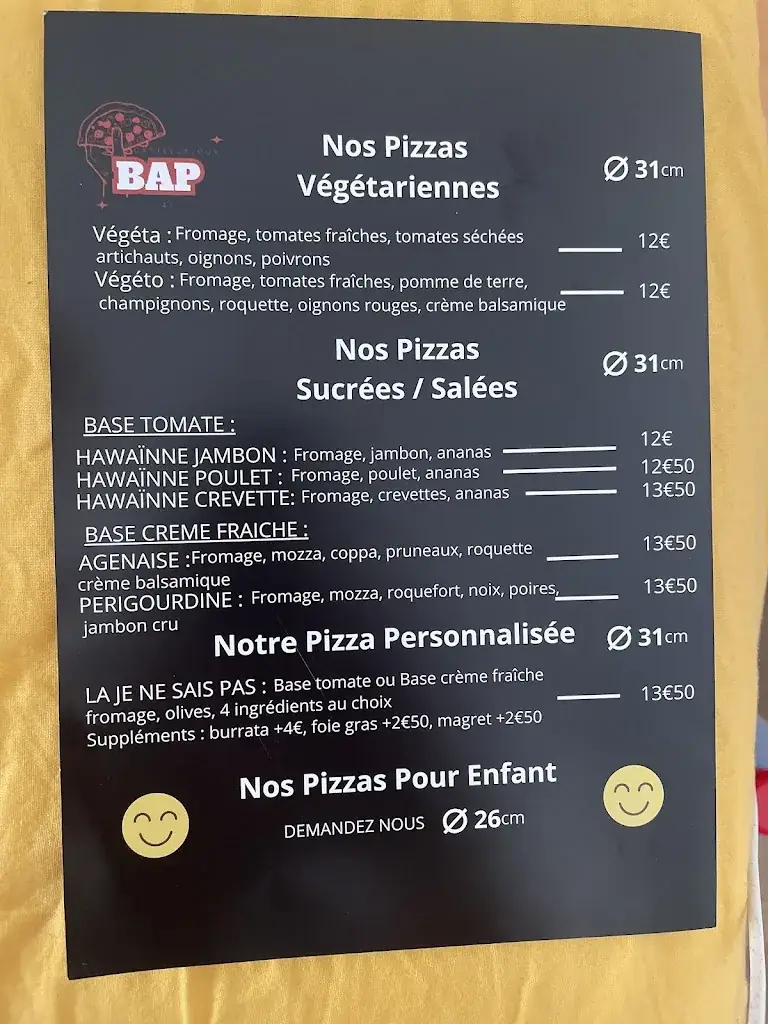 BAP
Nos Pizzas
Végétariennes
Ø 31cm
Végéta : Fromage, tomates fraîches, tomates séchées
artichauts, oignons, poivrons
12€
Végéto : Fromage, tomates fraîches, pomme de terre,
champignons, roquette, oignons rouges, crème balsamique
12€
Nos Pizzas
Sucrées / Salées
Ø 31cm
BASE TOMATE :
HAWAÏNNE JAMBON : Fromage, jambon, ananas 12€
HAWAÏNNE POULET : Fromage, poulet, ananas 12€50
HAWAÏNNE CREVETTE: Fromage, crevettes, ananas 13€50
BASE CREME FRAICHE :
AGENAISE :Fromage, mozza, coppa, pruneaux, roquette 13€50
crème balsamique
PERIGOURDINE : Fromage, mozza, roquefort, noix, poires, 13€50
jambon cru
Notre Pizza Personnalisée Ø 31cm
LA JE NE SAIS PAS : Base tomate ou Base crème fraîche
fromage, olives, 4 ingrédients au choix 13€50
Suppléments : burrata +4€, foie gras +2€50, magret +2€50
Nos Pizzas Pour Enfant
DEMANDEZ NOUS Ø 26cm